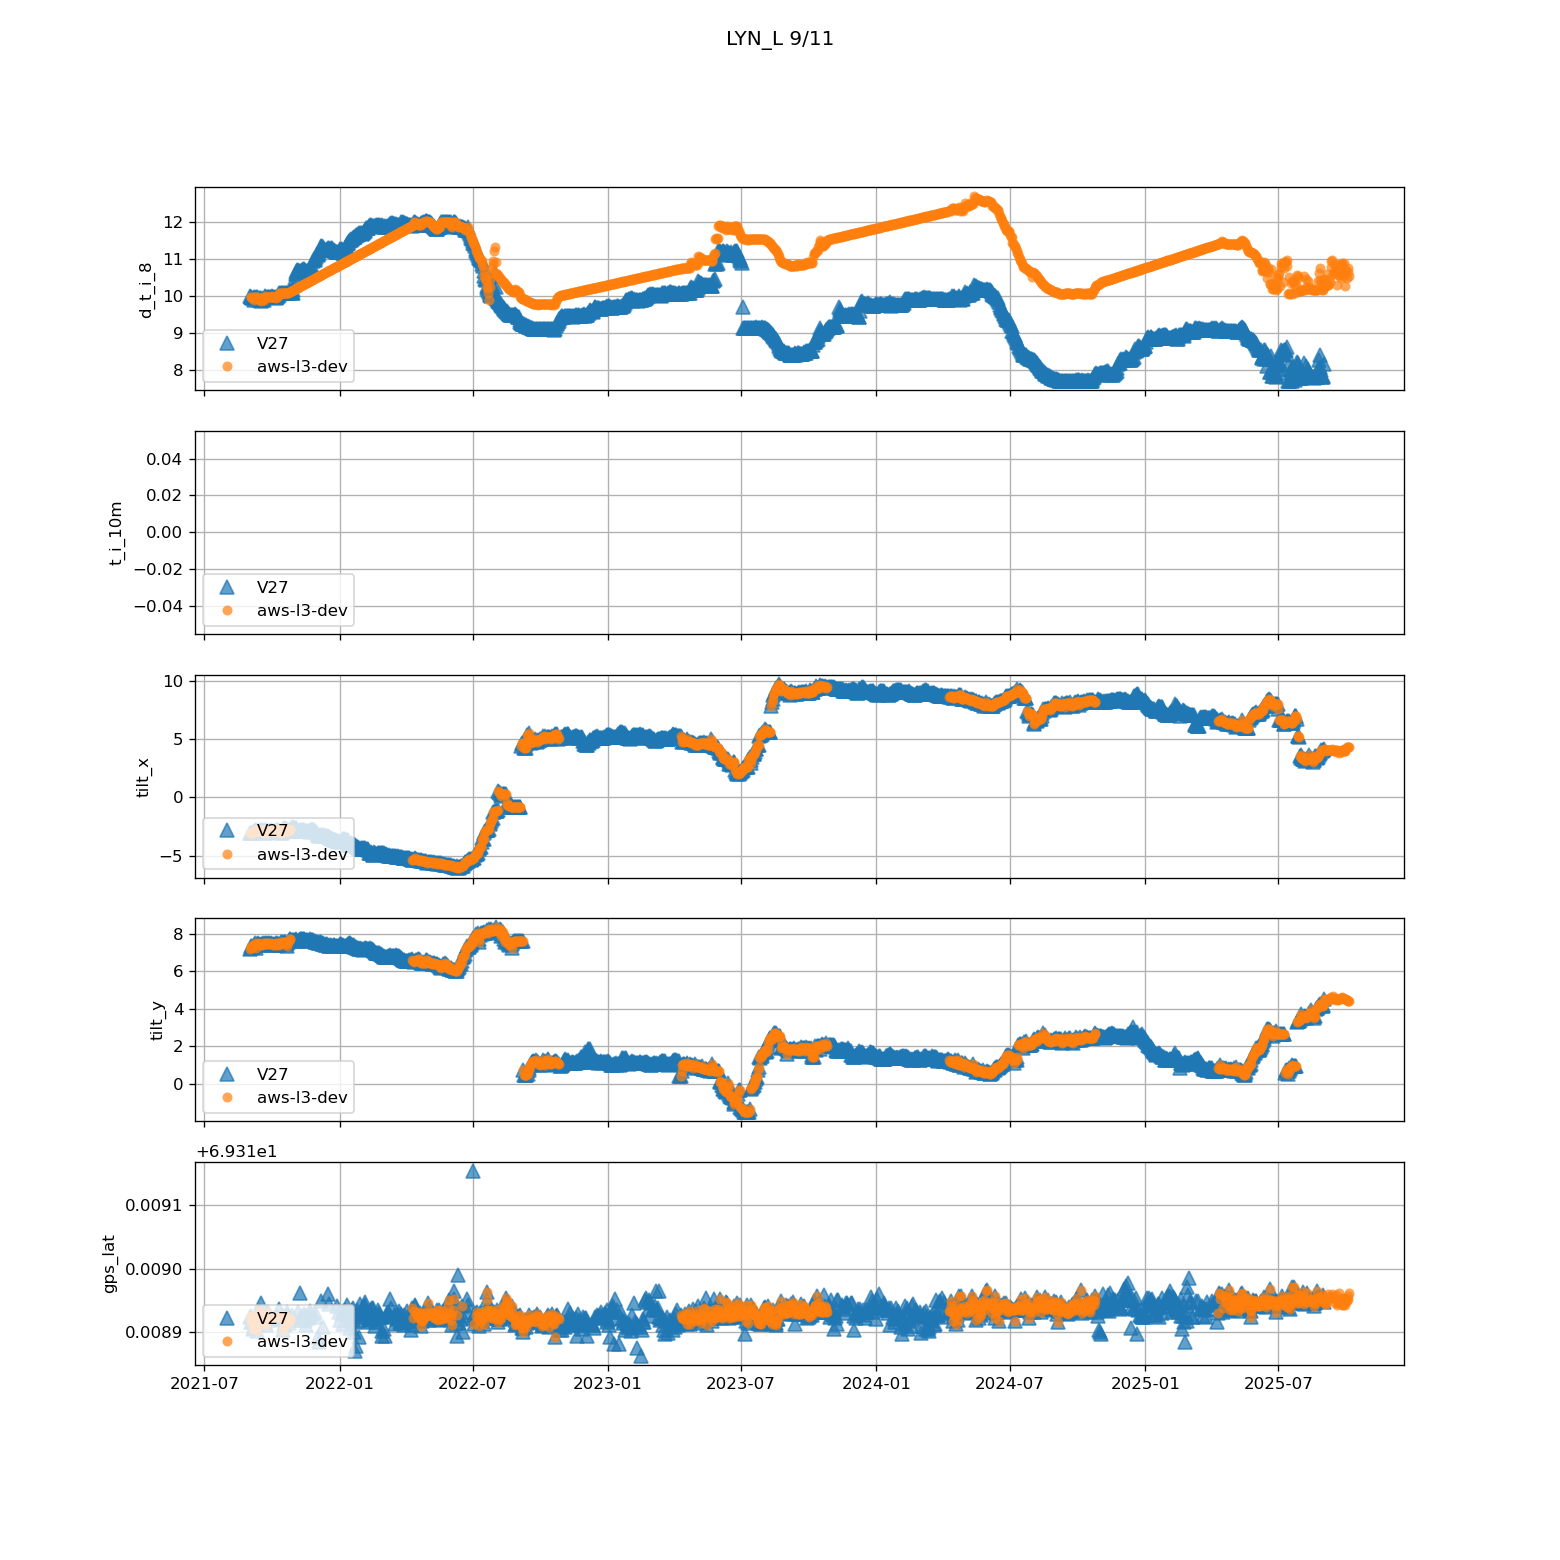 LYN_L 9/11
12
11
10
9
8
d_t_i_8
V27
aws-l3-dev
0.04
0.02
0.00
−0.02
−0.04
t_i_10m
V27
aws-l3-dev
10
5
0
−5
tilt_x
V27
aws-l3-dev
8
6
4
2
0
tilt_y
V27
aws-l3-dev
+6.931e1
0.00891
0.00890
0.00889
gps_lat
V27
aws-l3-dev
2021-07 2022-01 2022-07 2023-01 2023-07 2024-01 2024-07 2025-01 2025-07